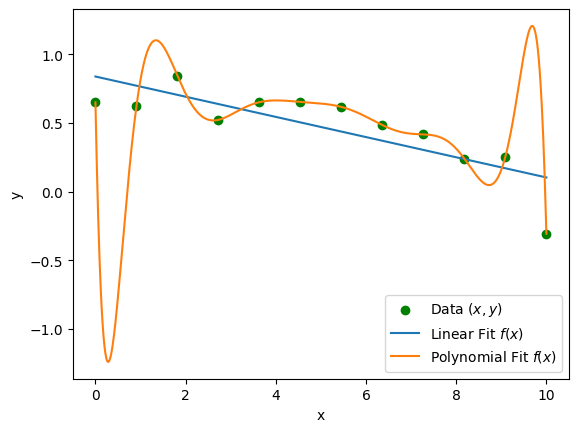 1.0
0.5
0.0
−0.5
−1.0
y
0 2 4 6 8 10
x
Data (x, y)
Linear Fit f(x)
Polynomial Fit f(x)